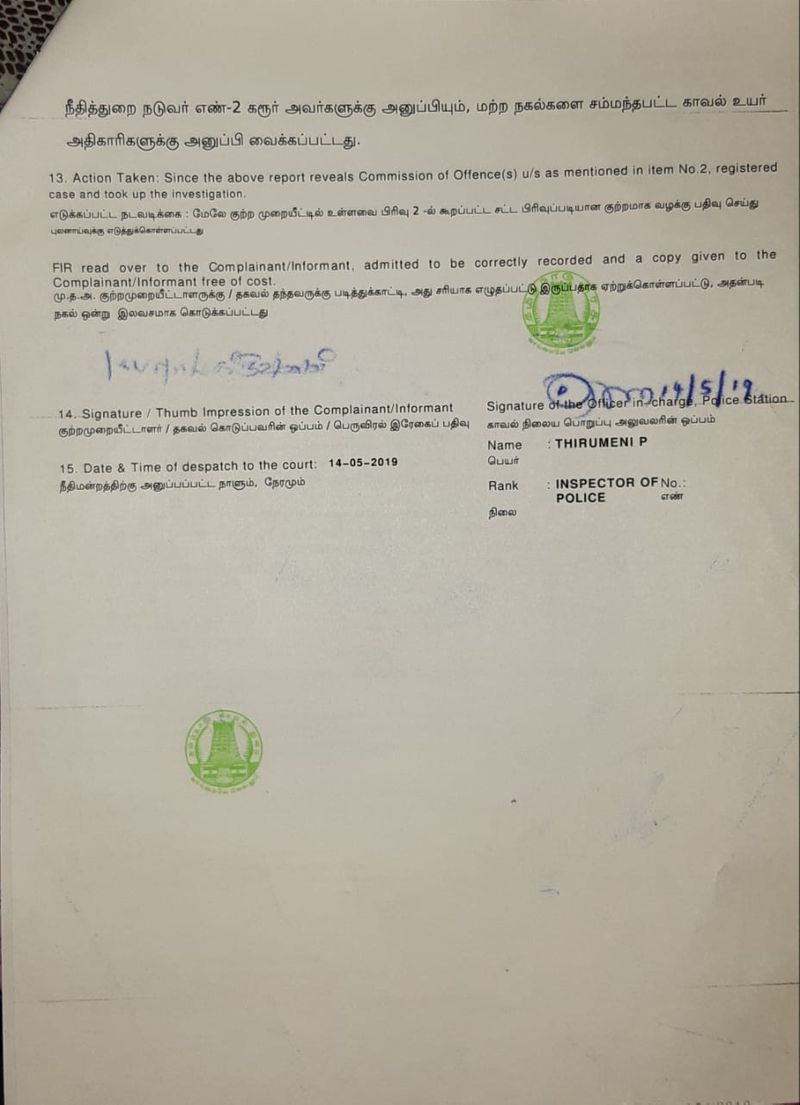 நீதித்துறை நடுவர் எண்-2 கரூர் அவர்களுக்கு அனுப்பியும், மற்ற நகல்களை சம்மந்தபட்ட காவல் உயர்
அதிகாரிகளுக்கு அனுப்பி வைக்கப்பட்டது.
13. Action Taken: Since the above report reveals Commission of Offence(s) u/s as mentioned in item No.2, registered
case and took up the investigation.
எடுக்கப்பட்ட நடவடிக்கை : மேலே குற்ற முறையீட்டில் உள்ளவை பிரிவு 2 -ல் கூறப்பட்ட சட்ட பிரிவுப்படியான குற்றமாக வழக்கு பதிவு செய்து
புலனாய்வுக்கு எடுத்துக்கொள்ளப்பட்டது
FIR read over to the Complainant/Informant, admitted to be correctly recorded and a copy given to the
Complainant/Informant free of cost.
மு.த.அ. குற்றமுறையீட்டாளருக்கு / தகவல் தந்தவருக்கு படித்துக்காட்டி, அது சரியாக எழுதப்பட்டு இருப்பதாக ஏற்றுக்கொள்ளப்பட்டு, அதன்படி
நகல் ஒன்று இலவசமாக கொடுக்கப்பட்டது
14. Signature / Thumb Impression of the Complainant/Informant
குற்றமுறையீட்டாளர் / தகவல் கொடுப்பவரின் ஒப்பம் / பெருவிரல் இரேகைப் பதிவு
15. Date & Time of despatch to the court: 14-05-2019
நீதிமன்றத்திற்கு அனுப்பப்பட்ட நாளும், நேரமும்
14/5/19
Signature of the Officer in-charge, Police Station
காவல் நிலைய பொறுப்பு அலுவலரின் ஒப்பம்
Name : THIRUMENI P
பெயர்
Rank : INSPECTOR OF No.:
POLICE எண்
நிலை